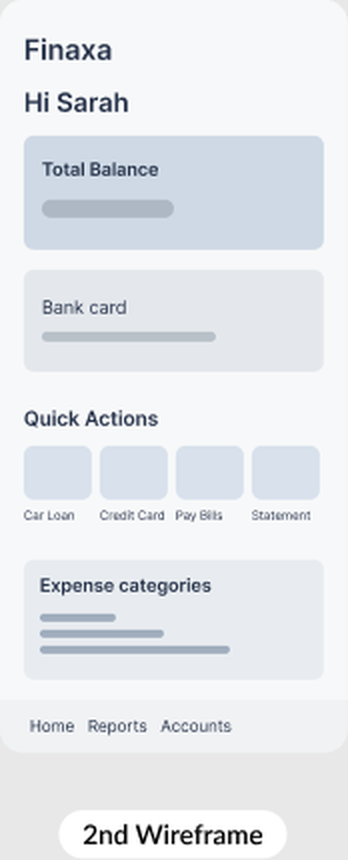 Finaxa
Hi Sarah
Total Balance
Bank card
Quick Actions
Car Loan Credit Card Pay Bills Statement
Expense categories
Home Reports Accounts
2nd Wireframe